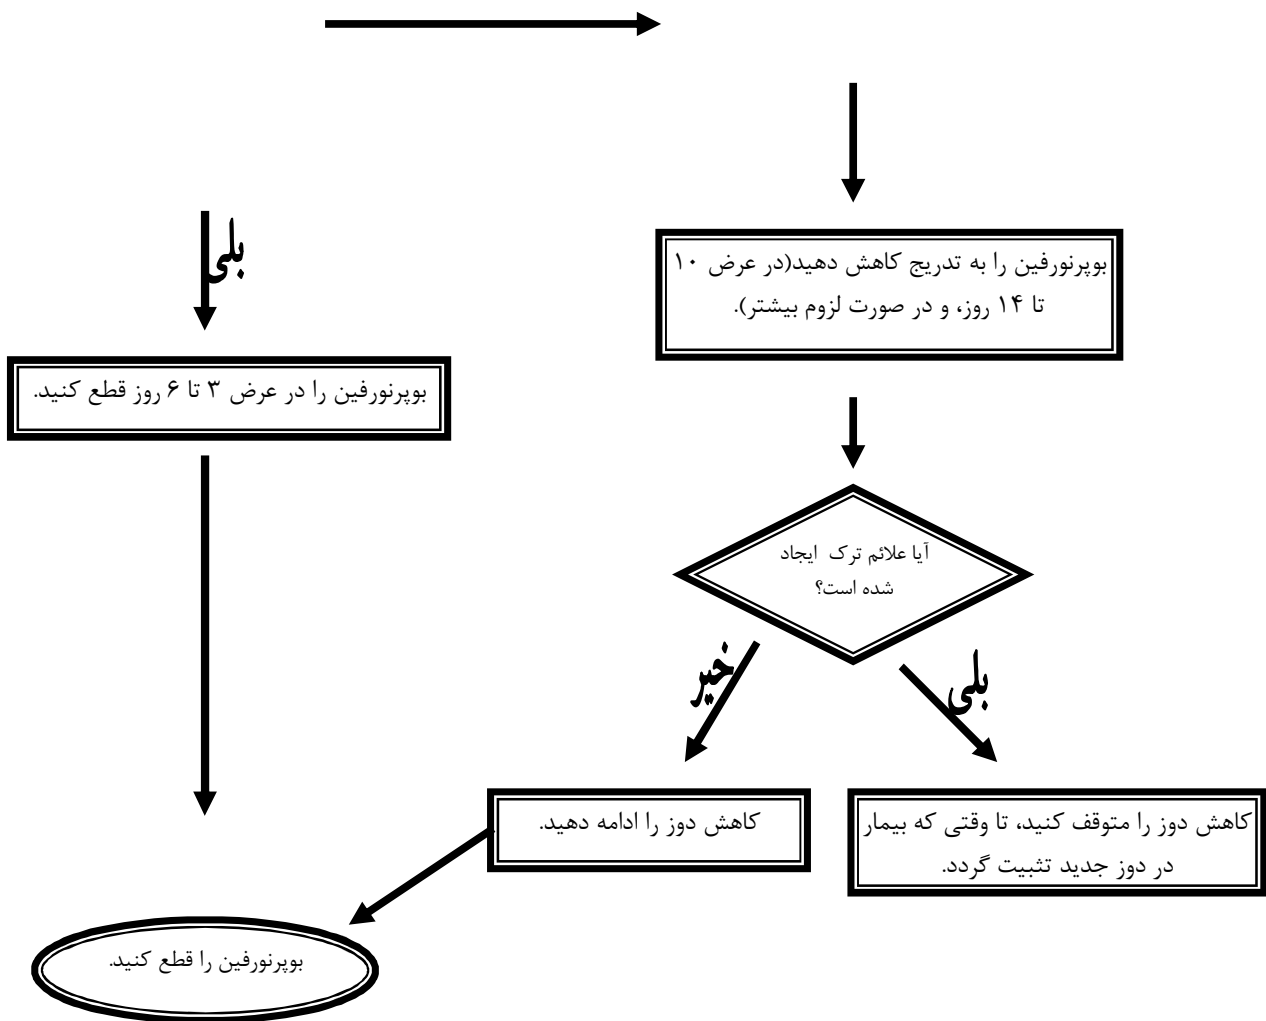 بلی
بوپرنورفین را به تدریج کاهش دهید(در عرض ۱۰
تا ۱۴ روز، و در صورت لزوم بیشتر).
بوپرنورفین را در عرض ۳ تا ۶ روز قطع کنید.
آیا علائم ترک ایجاد
شده است؟
بلی
خیر
کاهش دوز را متوقف کنید، تا وقتی که بیمار
در دوز جدید تثبیت گردد.
کاهش دوز را ادامه دهید.
بوپرنورفین را قطع کنید.